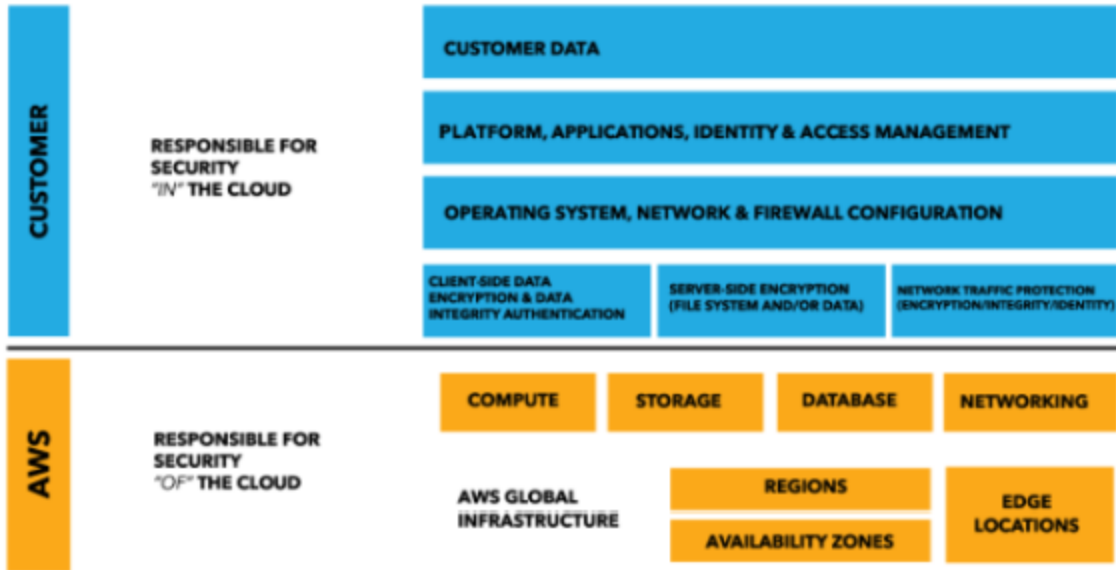 CUSTOMER
RESPONSIBLE FOR
SECURITY
"IN" THE CLOUD
CUSTOMER DATA
PLATFORM, APPLICATIONS, IDENTITY & ACCESS MANAGEMENT
OPERATING SYSTEM, NETWORK & FIREWALL CONFIGURATION
CLIENT-SIDE DATA
ENCRYPTION & DATA
INTEGRITY AUTHENTICATION
SERVER-SIDE ENCRYPTION
(FILE SYSTEM AND/OR DATA)
NETWORK TRAFFIC PROTECTION
(ENCRYPTION/INTEGRITY/IDENTITY)
AWS
RESPONSIBLE FOR
SECURITY
"OF" THE CLOUD
COMPUTE
STORAGE
DATABASE
NETWORKING
AWS GLOBAL
INFRASTRUCTURE
REGIONS
AVAILABILITY ZONES
EDGE
LOCATIONS